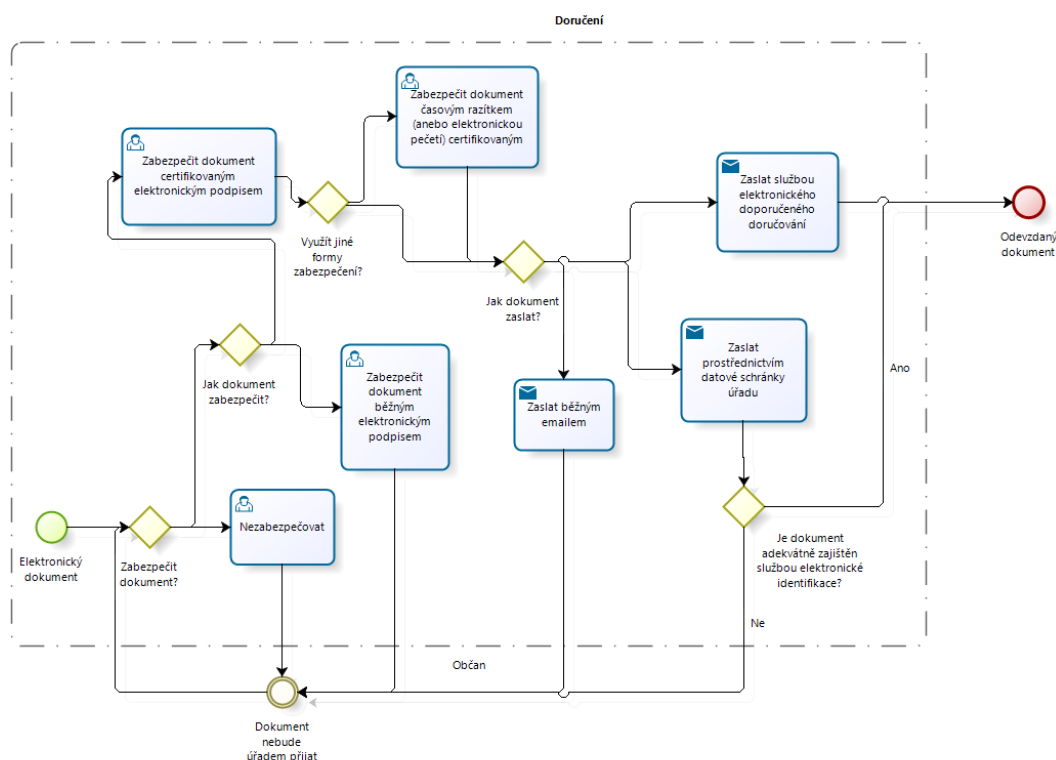 Doručení
Zabezpečit dokument
časovým razítkem
(anebo elektronickou
pečetí) certifikovaným
Zabezpečit dokument
certifikovaným
elektronickým podpisem
Zaslat službou
elektronického
doporučeného
doručování
Využít jiné
formy
zabezpečení?
Odevzdaný
dokument
Jak dokument
zaslat?
Zaslat
prostřednictvím
datové schránky
úřadu
Ano
Jak dokument
zabezpečit?
Zabezpečit
dokument
běžným
elektronickým
podpisem
Zaslat běžným
emailem
Nezabezpečovat
Elektronický
dokument
Zabezpečit
dokument?
Je dokument
adekvátně zajištěn
službou elektronické
identifikace?
Ne
Občan
Dokument
nebude
úřadem přijat